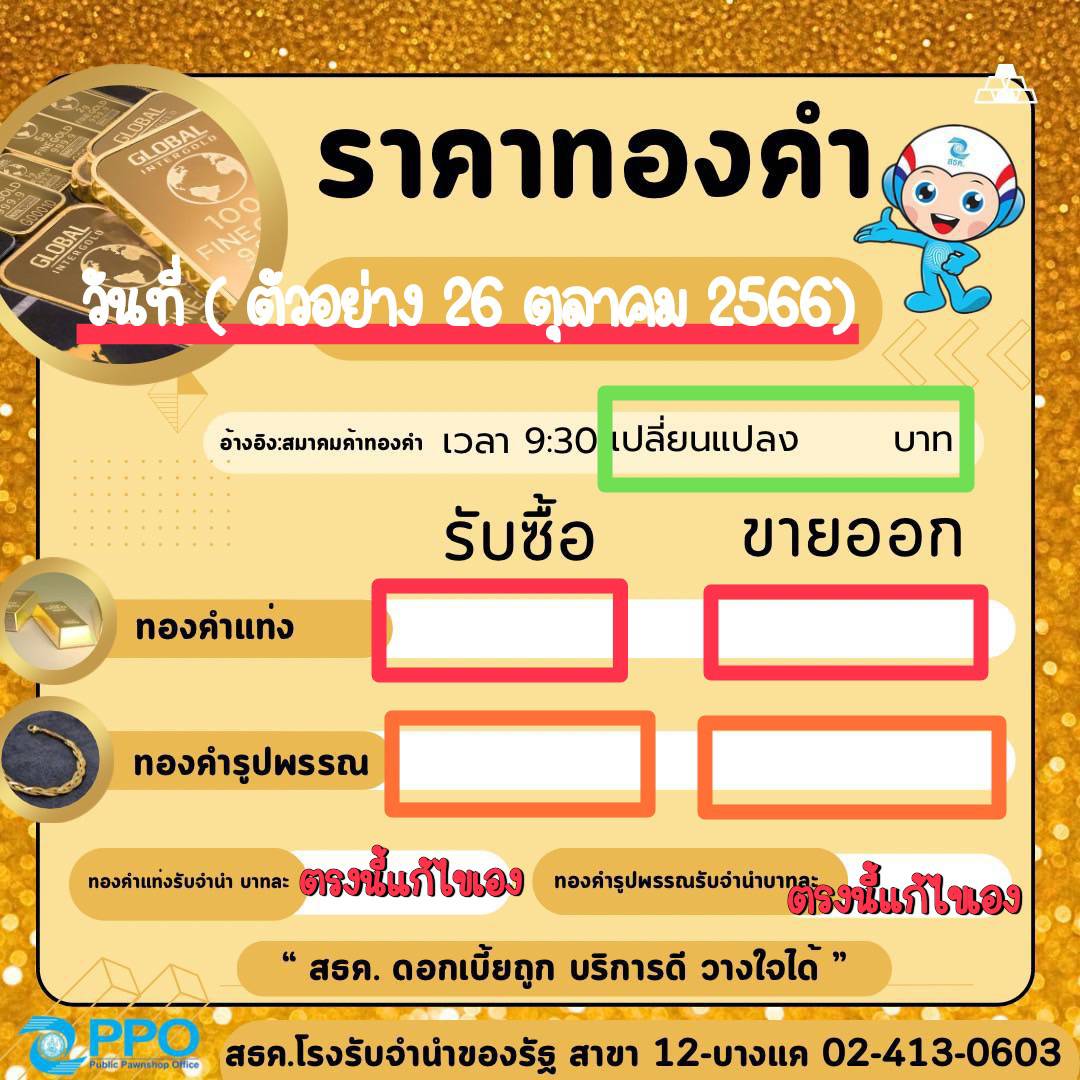 ราคาทองคำ
สธค.
GLOBAL
INTERGOLD
100
FINE
GLOBAL
INTERGOLD
GLOBAL
วันที่ ( ตัวอย่าง 26 ตุลาคม 2566)
อ้างอิง:สมาคมค้าทองคำ เวลา 9:30 เปลี่ยนแปลง บาท
รับซื้อ ขายออก
ทองคำแท่ง
ทองคำรูปพรรณ
ทองคำแท่งรับจำนำ บาทละ ตรงนี้แก้ไขเอง ทองคำรูปพรรณรับจำนำบาทละ ตรงนี้แก้ไขเอง
“ สธค. ดอกเบี้ยถูก บริการดี วางใจได้ ”
PPO
Public Pawnshop Office
สธค.โรงรับจำนำของรัฐ สาขา 12-บางแค 02-413-0603